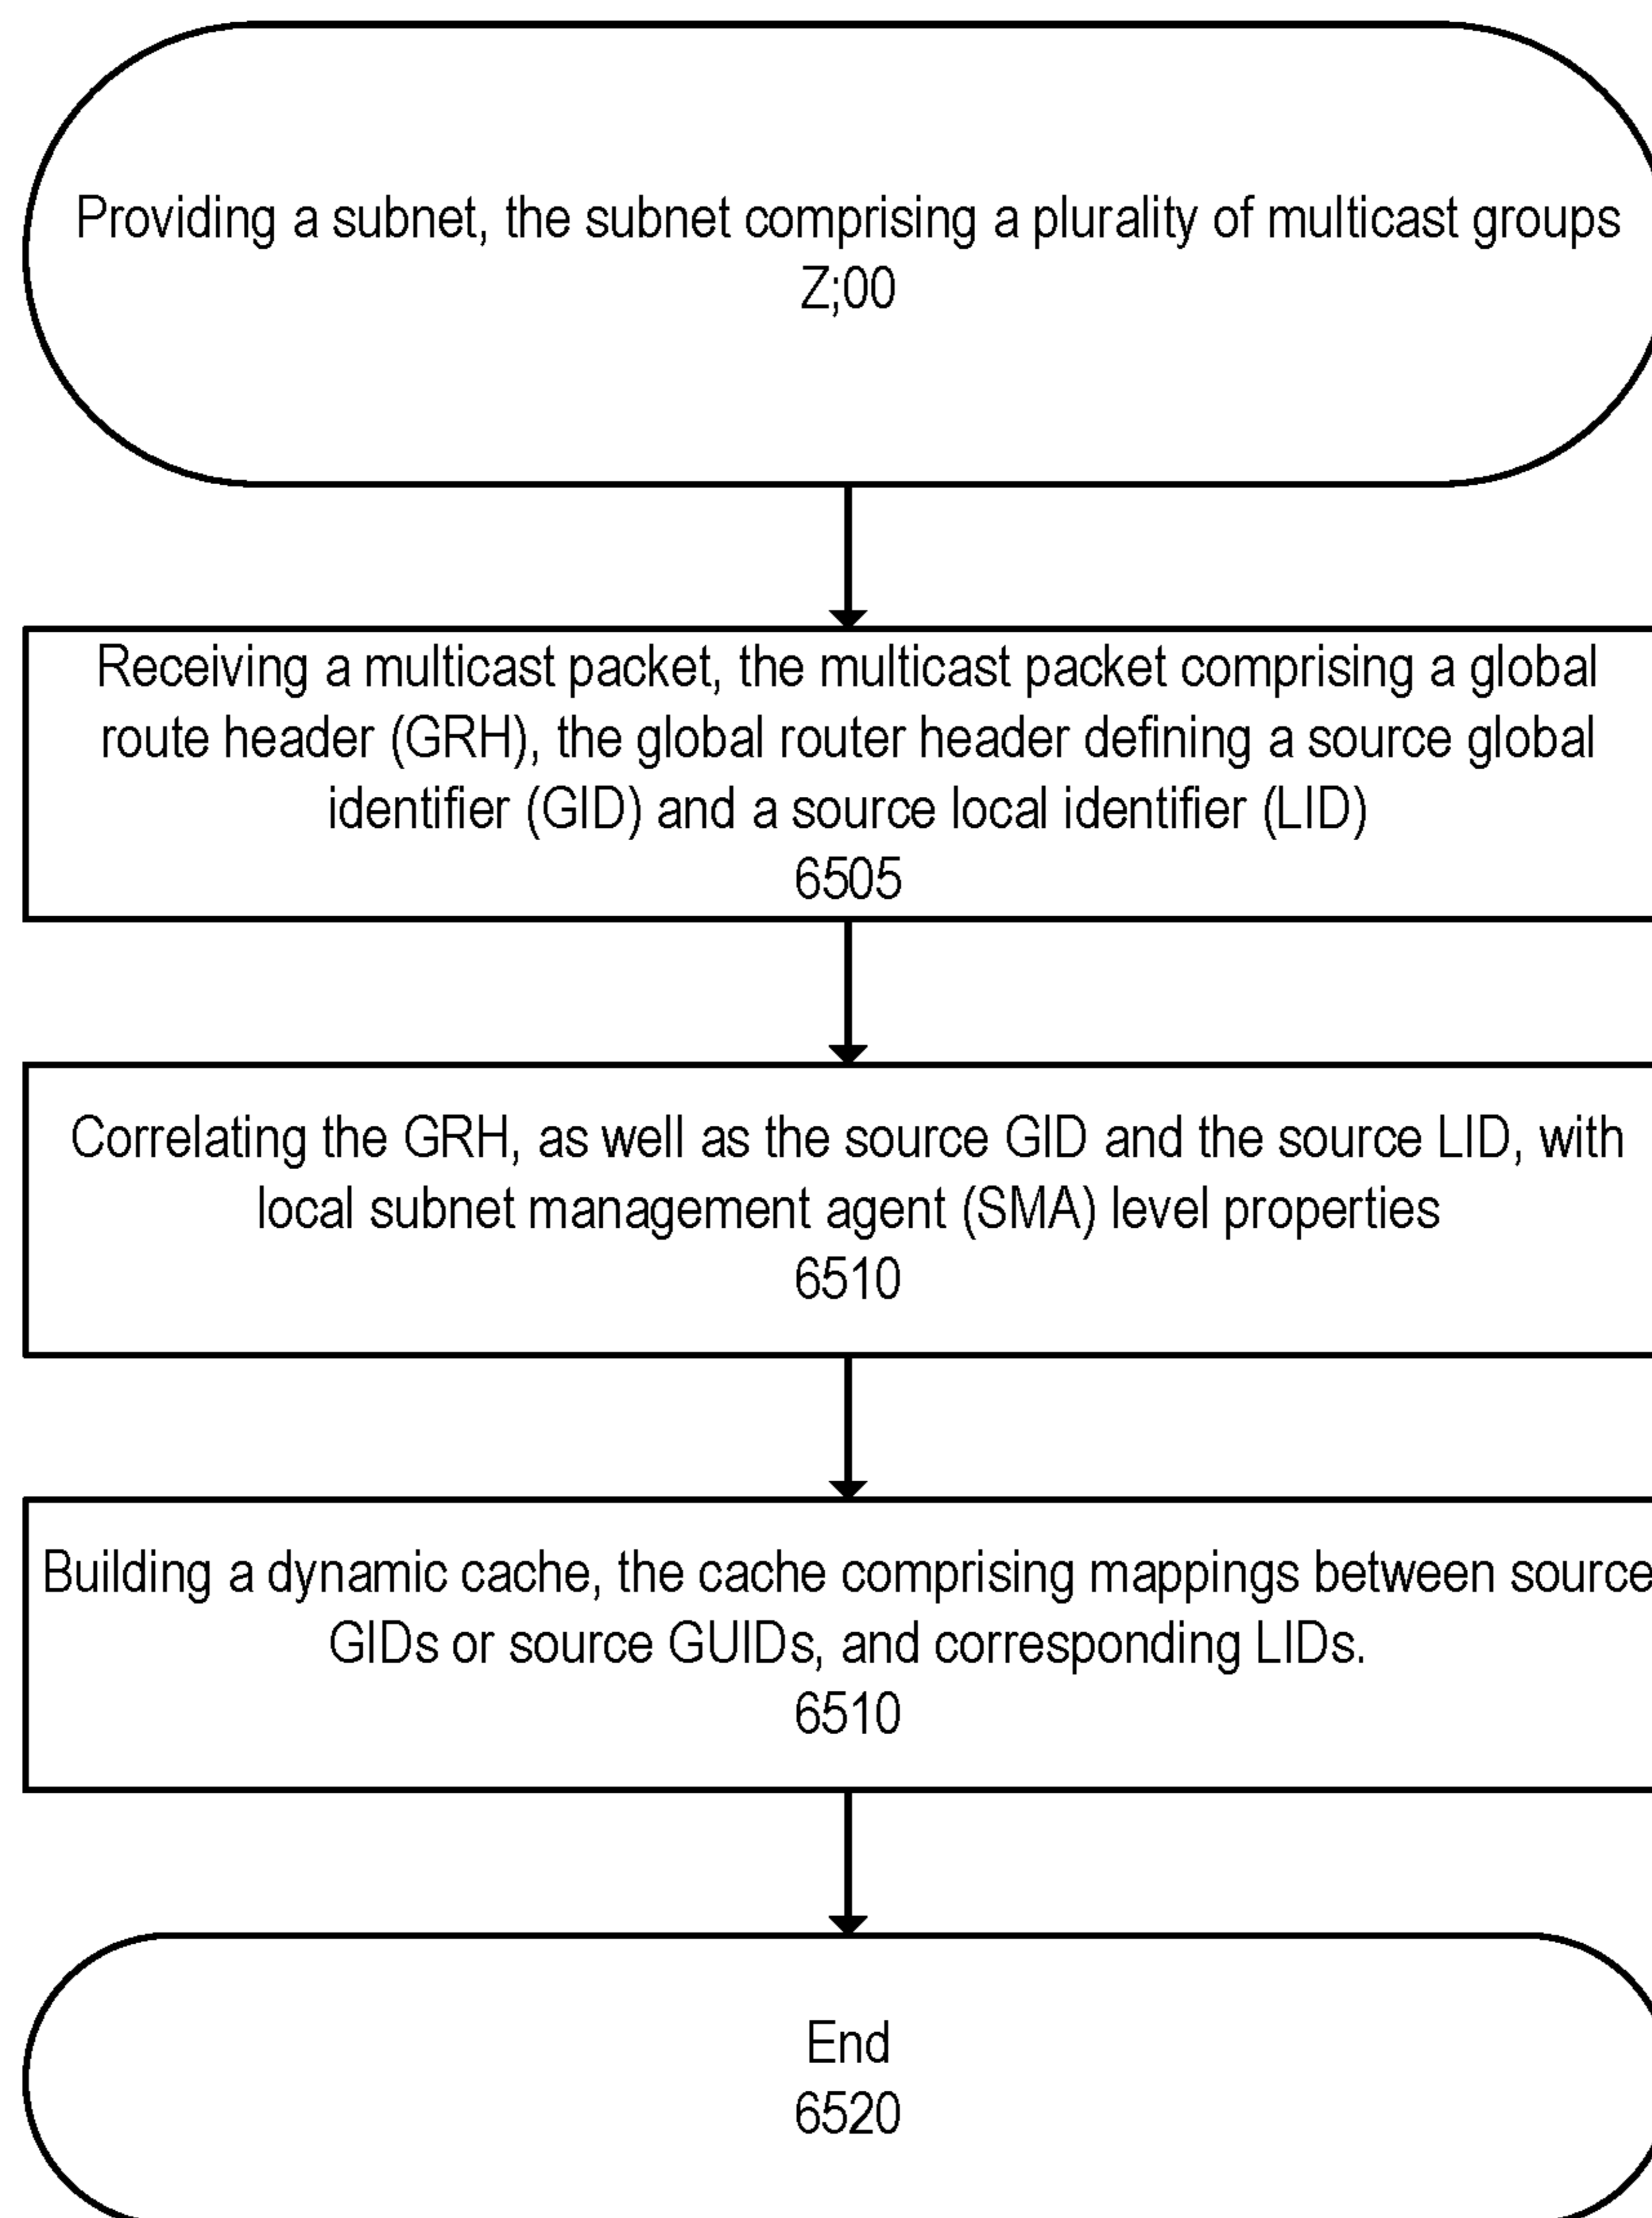 Providing a subnet, the subnet comprising a plurality of multicast groups
Z;00
Receiving a multicast packet, the multicast packet comprising a global
route header (GRH), the global router header defining a source global
identifier (GID) and a source local identifier (LID)
6505
Correlating the GRH, as well as the source GID and the source LID, with
local subnet management agent (SMA) level properties
6510
Building a dynamic cache, the cache comprising mappings between source
GIDs or source GUIDs, and corresponding LIDs.
6510
End
6520